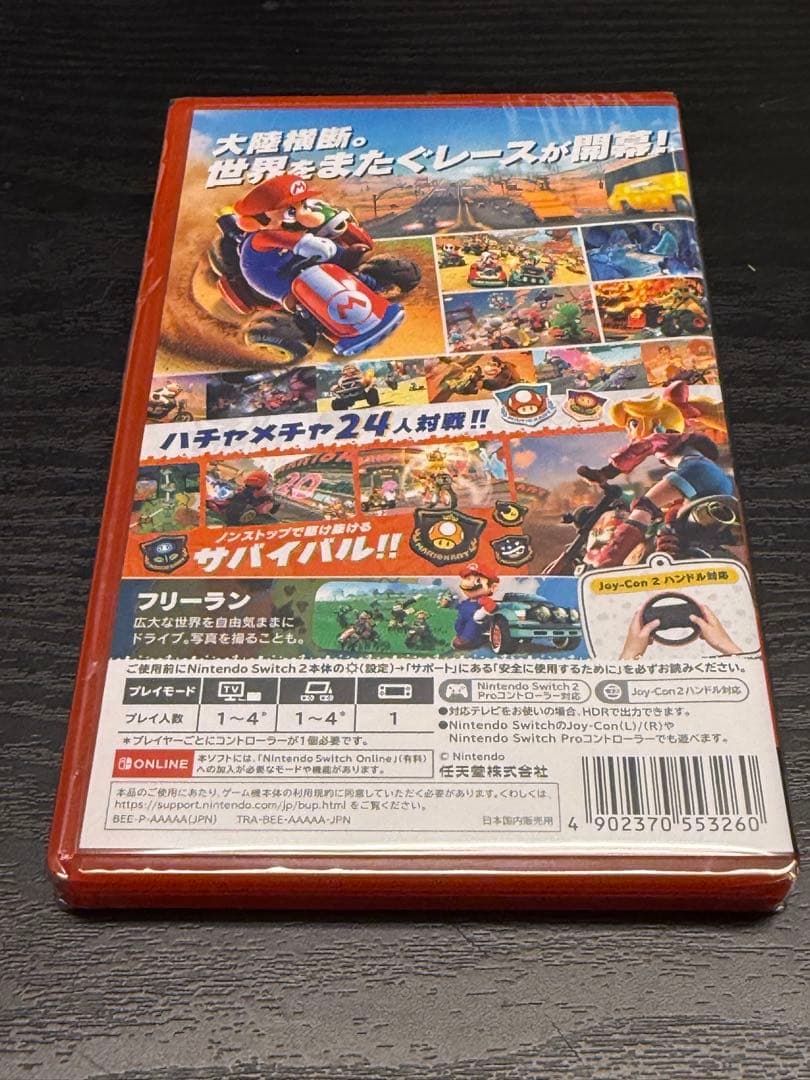 大陸横断。
世界をまたぐレースが開幕!
ハチャメチャ24人対戦!!
ノンストップで駆け抜ける
サバイバル!!
MARIOKART
Joy-Con 2 ハンドル対応
フリーラン
広大な世界を自由気ままに
ドライブ。写真を撮ることも。
ご使用前にNintendo Switch 2本体の(設定)→「サポート」にある「安全に使用するために」を必ずお読みください。
プレイモード TV
プレイ人数 1~4* 1~4* 1
*プレイヤーごとにコントローラーが1個必要です。
Nintendo Switch 2
Proコントローラー対応
Joy-Con 2 ハンドル対応
●対応テレビをお使いの場合、HDRで出力できます。
●Nintendo SwitchのJoy-Con(L)/(R)や
Nintendo Switch Proコントローラーでも遊べます。
ONLINE
本ソフトには、「Nintendo Switch Online」(有料)
への加入が必要なモードや機能があります。
© Nintendo
任天堂株式会社
本品のご使用にあたり、ゲーム機本体の利用規約に同意していただく必要があります。くわしくは、
https://support.nintendo.com/jp/bup.html をご覧ください。
BEE-P-AAAAA(JPN) TRA-BEE-AAAAA-JPN
日本国内販売用
4 902370 553260